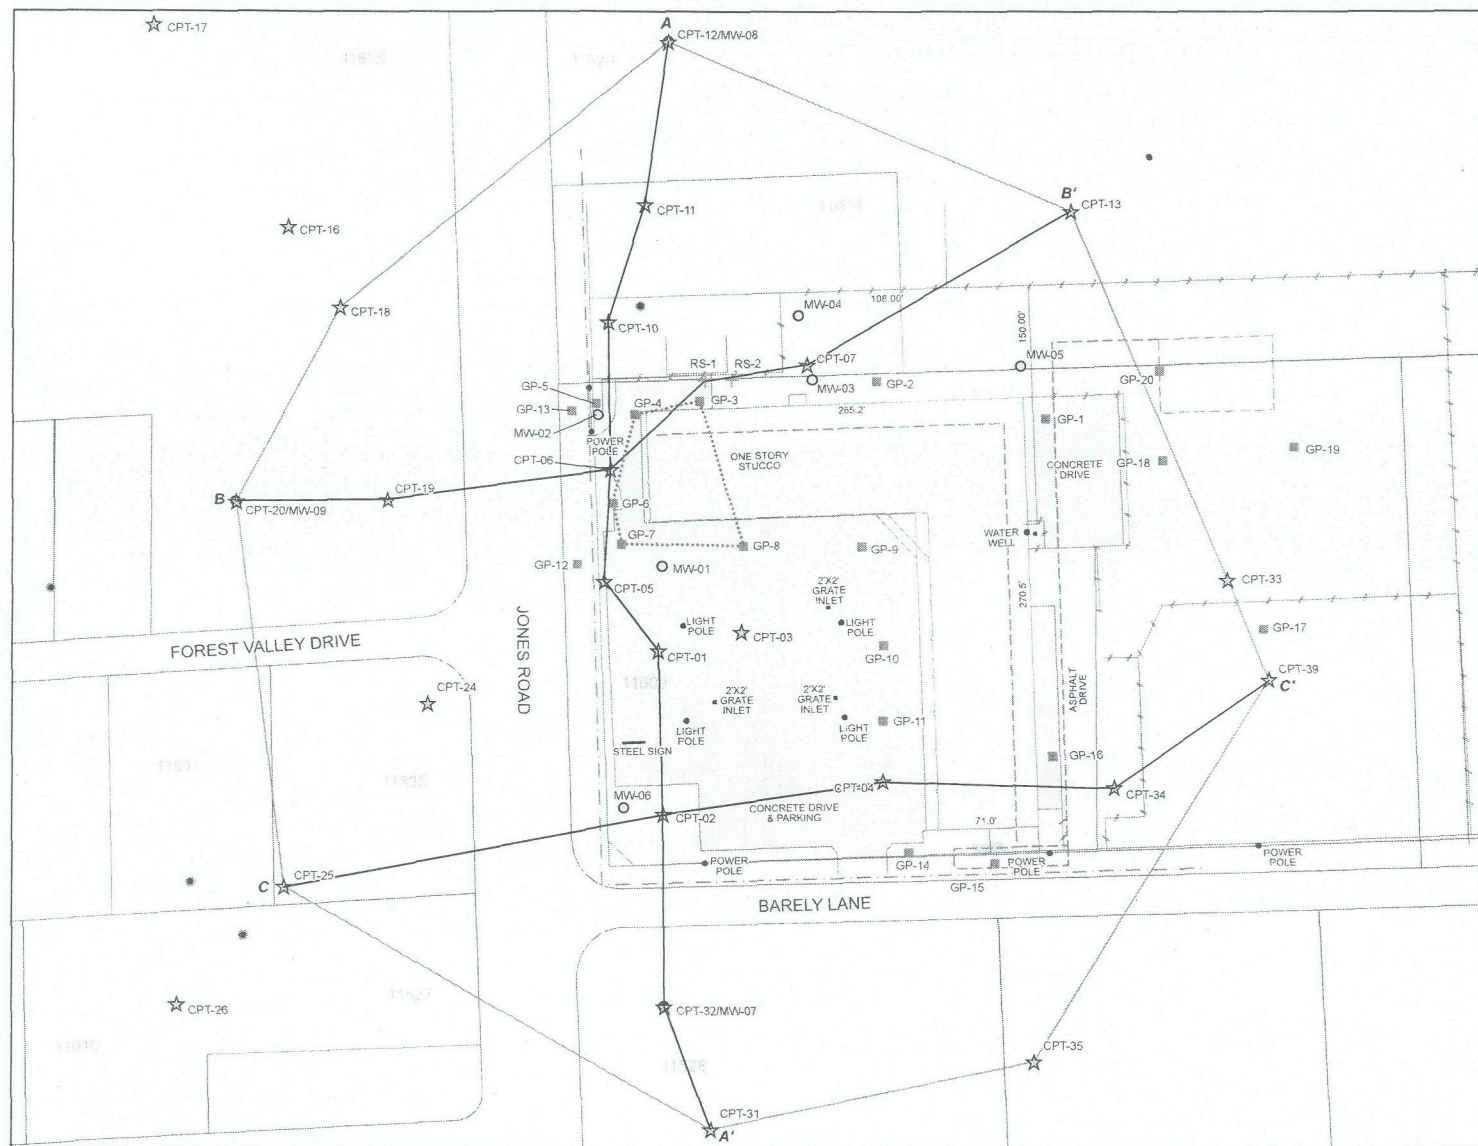 CPT-17
A
CPT-12/MW-08
11625
CPT-11
B'
CPT-13
CPT-16
CPT-18
MW-04
108.00'
CPT-10
150.00'
RS-1
RS-2
CPT-07
MW-05
GP-5
GP-4
GP-3
MW-03
GP-2
GP-20
GP-13
265.2'
GP-1
MW-02
POWER
POLE
ONE STORY
STUCCO
CONCRETE
DRIVE
GP-18
GP-19
CPT-06
B
CPT-20/MW-09
CPT-19
GP-6
GP-7
GP-8
GP-9
WATER
WELL
GP-12
MW-01
CPT-05
2'X2'
GRATE
INLET
270.5'
CPT-33
JONES ROAD
LIGHT
POLE
CPT-03
LIGHT
POLE
GP-17
FOREST VALLEY DRIVE
CPT-01
GP-10
CPT-39
C'
CPT-24
2'X2'
GRATE
INLET
2'X2'
GRATE
INLET
ASPHALT
DRIVE
LIGHT
POLE
LIGHT
POLE
GP-11
STEEL SIGN
GP-16
CPT-04
CPT-34
MW-06
CPT-02
CONCRETE DRIVE
& PARKING
71.0'
POWER
POLE
GP-14
POWER
POLE
POWER
POLE
C
CPT-25
GP-15
BARELY LANE
11627
CPT-26
CPT-32/MW-07
11010
CPT-35
CPT-31
A'